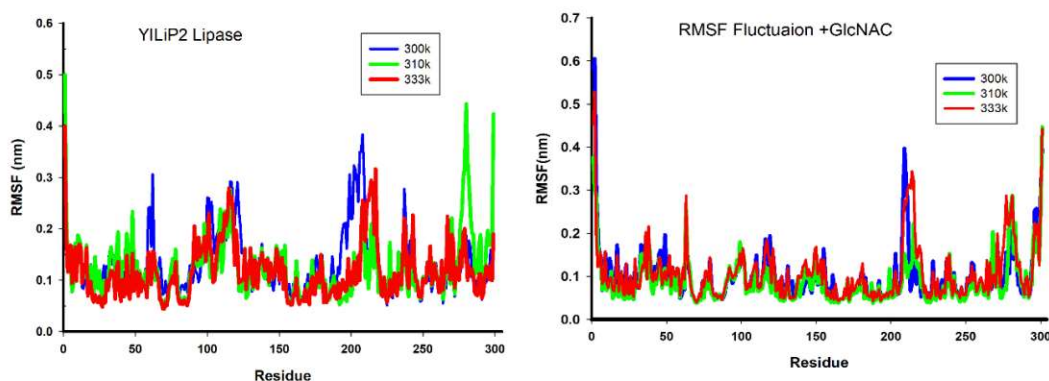 YILiP2 Lipase
300k
310k
333k
RMSF (nm)
0.6
0.5
0.4
0.3
0.2
0.1
0.0
0 50 100 150 200 250 300
Residue
RMSF Fluctuaion +GlcNAC
300k
310k
333k
RMSF(nm)
0.7
0.6
0.5
0.4
0.3
0.2
0.1
0.0
0 50 100 150 200 250 300
Residue